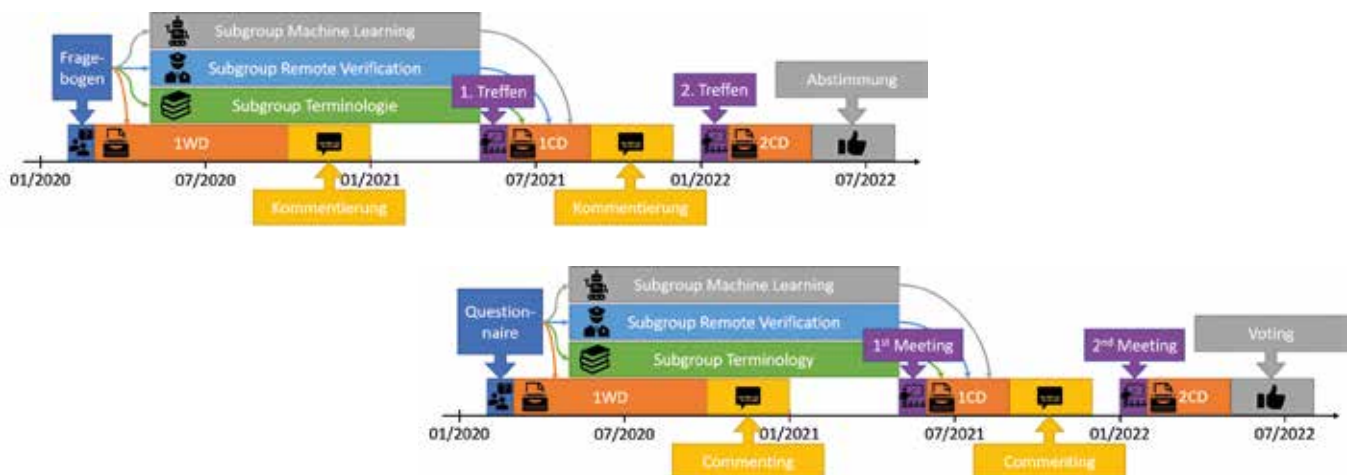 Subgroup Machine Learning
Frage-
bogen
Subgroup Remote Verification
Subgroup Terminologie
1. Treffen
2. Treffen
Abstimmung
1WD
1CD
2CD
01/2020
07/2020
01/2021
07/2021
01/2022
07/2022
Kommentierung
Kommentierung
Subgroup Machine Learning
Question-
naire
Subgroup Remote Verification
Subgroup Terminology
1st Meeting
2nd Meeting
Voting
1WD
1CD
2CD
01/2020
07/2020
01/2021
07/2021
01/2022
07/2022
Commenting
Commenting